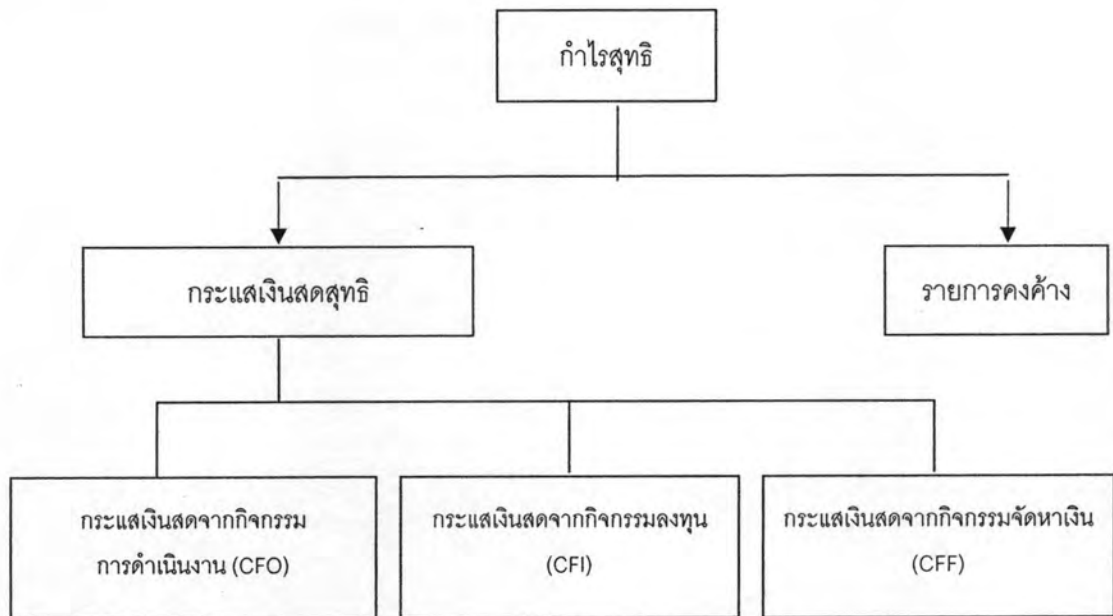 กำไรสุทธิ
กระแสเงินสดสุทธิ
รายการคงค้าง
กระแสเงินสดจากกิจกรรม
การดำเนินงาน (CFO)
กระแสเงินสดจากกิจกรรมลงทุน
(CFI)
กระแสเงินสดจากกิจกรรมจัดหาเงิน
(CFF)